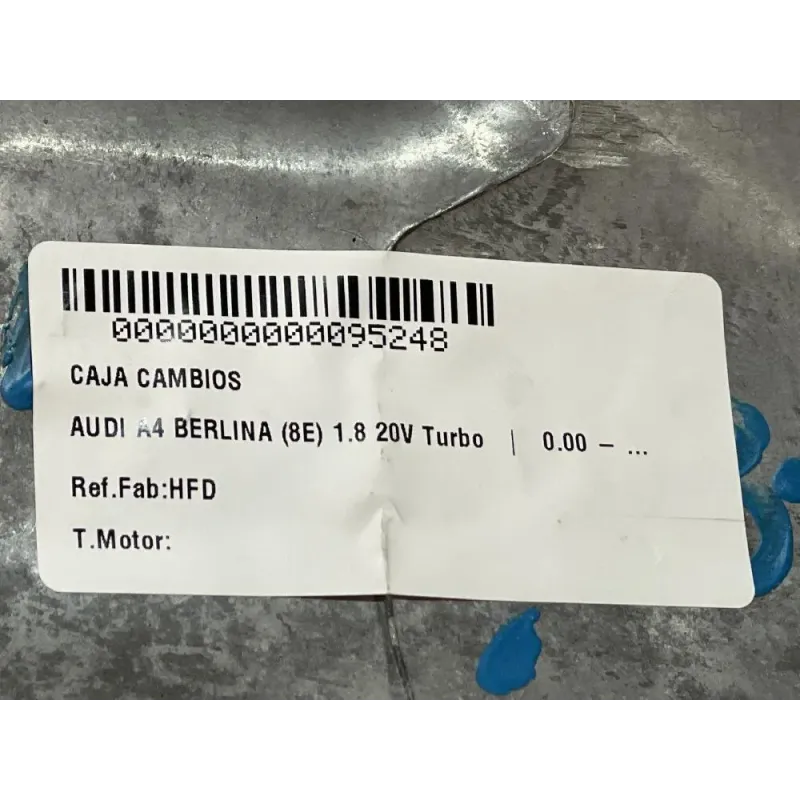 0000000000095248
CAJA CAMBIOS
AUDI A4 BERLINA (8E) 1.8 20V Turbo | 0.00 - ...
Ref.Fab:HFD
T.Motor: